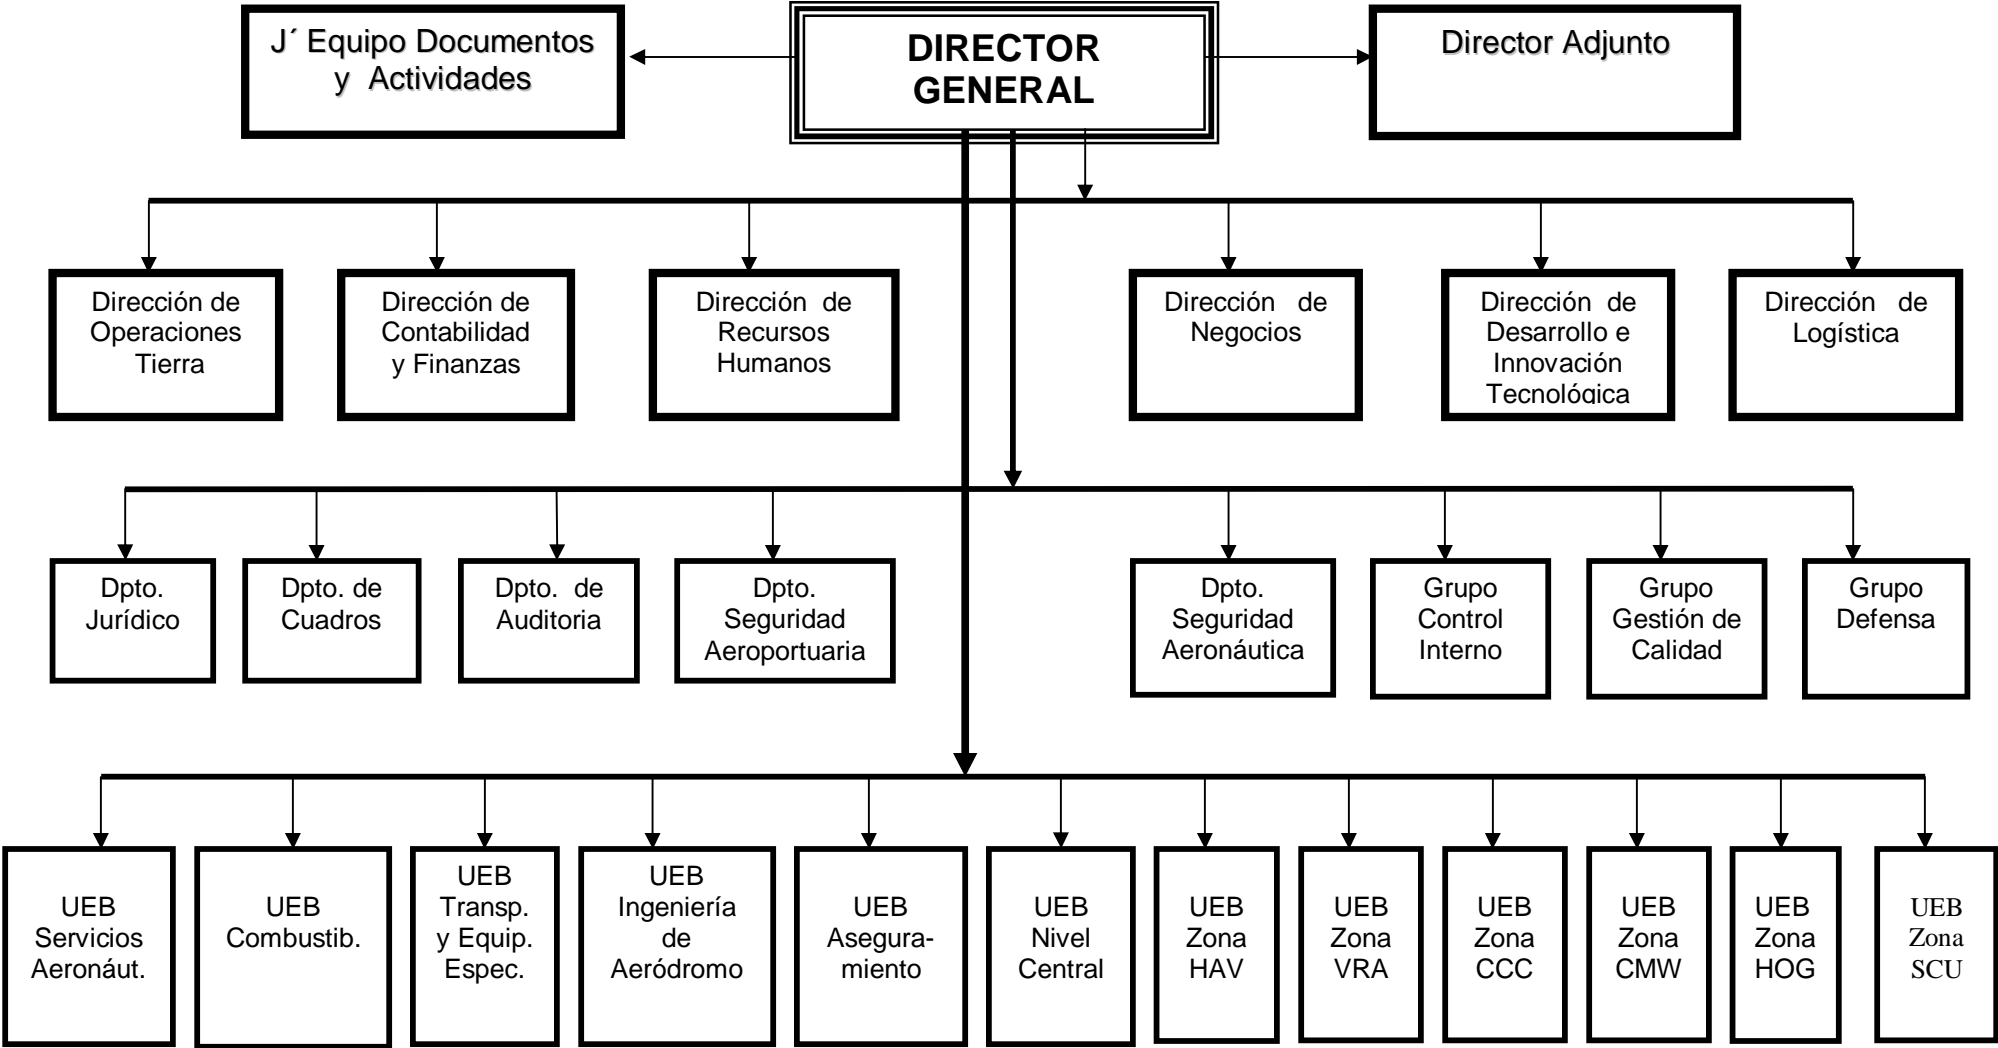 J´ Equipo Documentos
y Actividades
DIRECTOR
GENERAL
Director Adjunto
Dirección de
Operaciones
Tierra
Dirección de
Contabilidad
y Finanzas
Dirección de
Recursos
Humanos
Dirección de
Negocios
Dirección de
Desarrollo e
Innovación
Tecnológica
Dirección de
Logística
Dpto.
Jurídico
Dpto. de
Cuadros
Dpto. de
Auditoria
Dpto.
Seguridad
Aeroportuaria
Dpto.
Seguridad
Aeronáutica
Grupo
Control
Interno
Grupo
Gestión de
Calidad
Grupo
Defensa
UEB
Servicios
Aeronáut.
UEB
Combustib.
UEB
Transp.
y Equip.
Espec.
UEB
Ingeniería
de
Aeródromo
UEB
Asegura-
miento
UEB
Nivel
Central
UEB
Zona
HAV
UEB
Zona
VRA
UEB
Zona
CCC
UEB
Zona
CMW
UEB
Zona
HOG
UEB
Zona
SCU